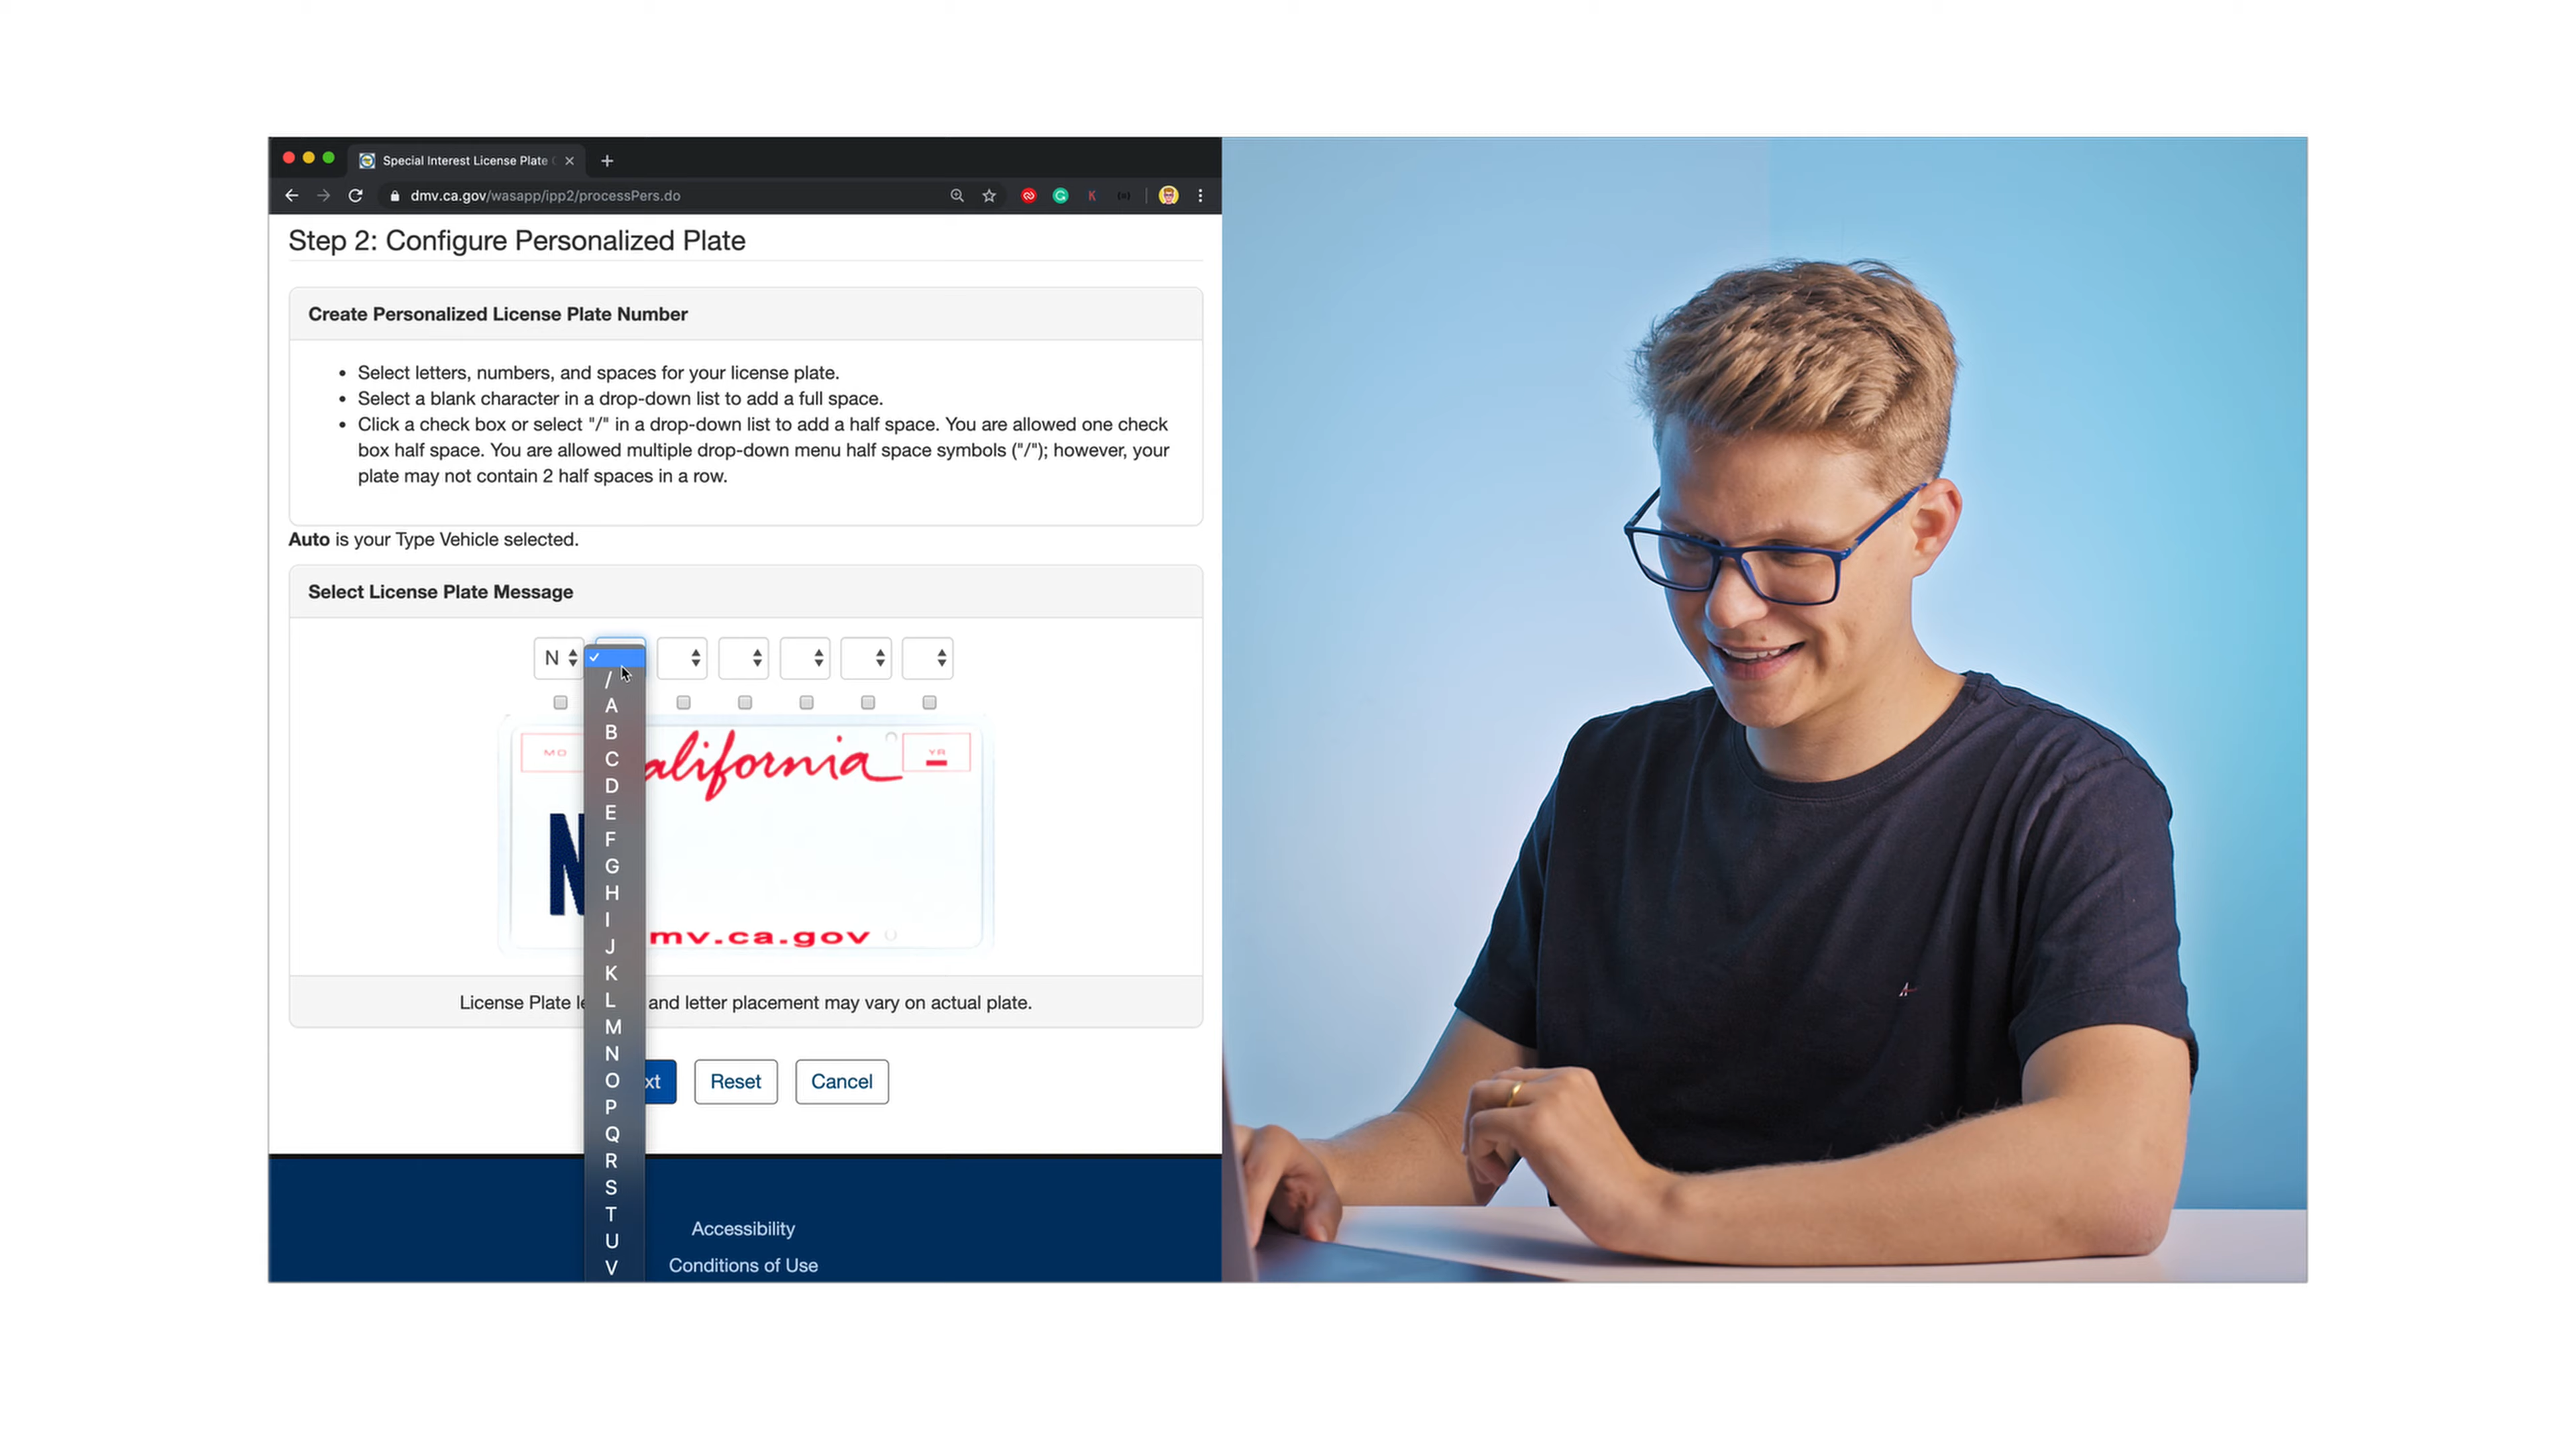 Special Interest License Plate
dmv.ca.gov/wasapp/ipp2/processPers.do
Step 2: Configure Personalized Plate
Create Personalized License Plate Number
• Select letters, numbers, and spaces for your license plate.
• Select a blank character in a drop-down list to add a full space.
• Click a check box or select "/" in a drop-down list to add a half space. You are allowed one check
box half space. You are allowed multiple drop-down menu half space symbols ("/"); however, your
plate may not contain 2 half spaces in a row.
Auto is your Type Vehicle selected.
Select License Plate Message
N
/
A
B
C
D
E
F
G
H
I
J
K
L
M
N
O
P
Q
R
S
T
U
V
MO
alifornia
YR
N
mv.ca.gov
License Plate le and letter placement may vary on actual plate.
xt
Reset
Cancel
Accessibility
Conditions of Use